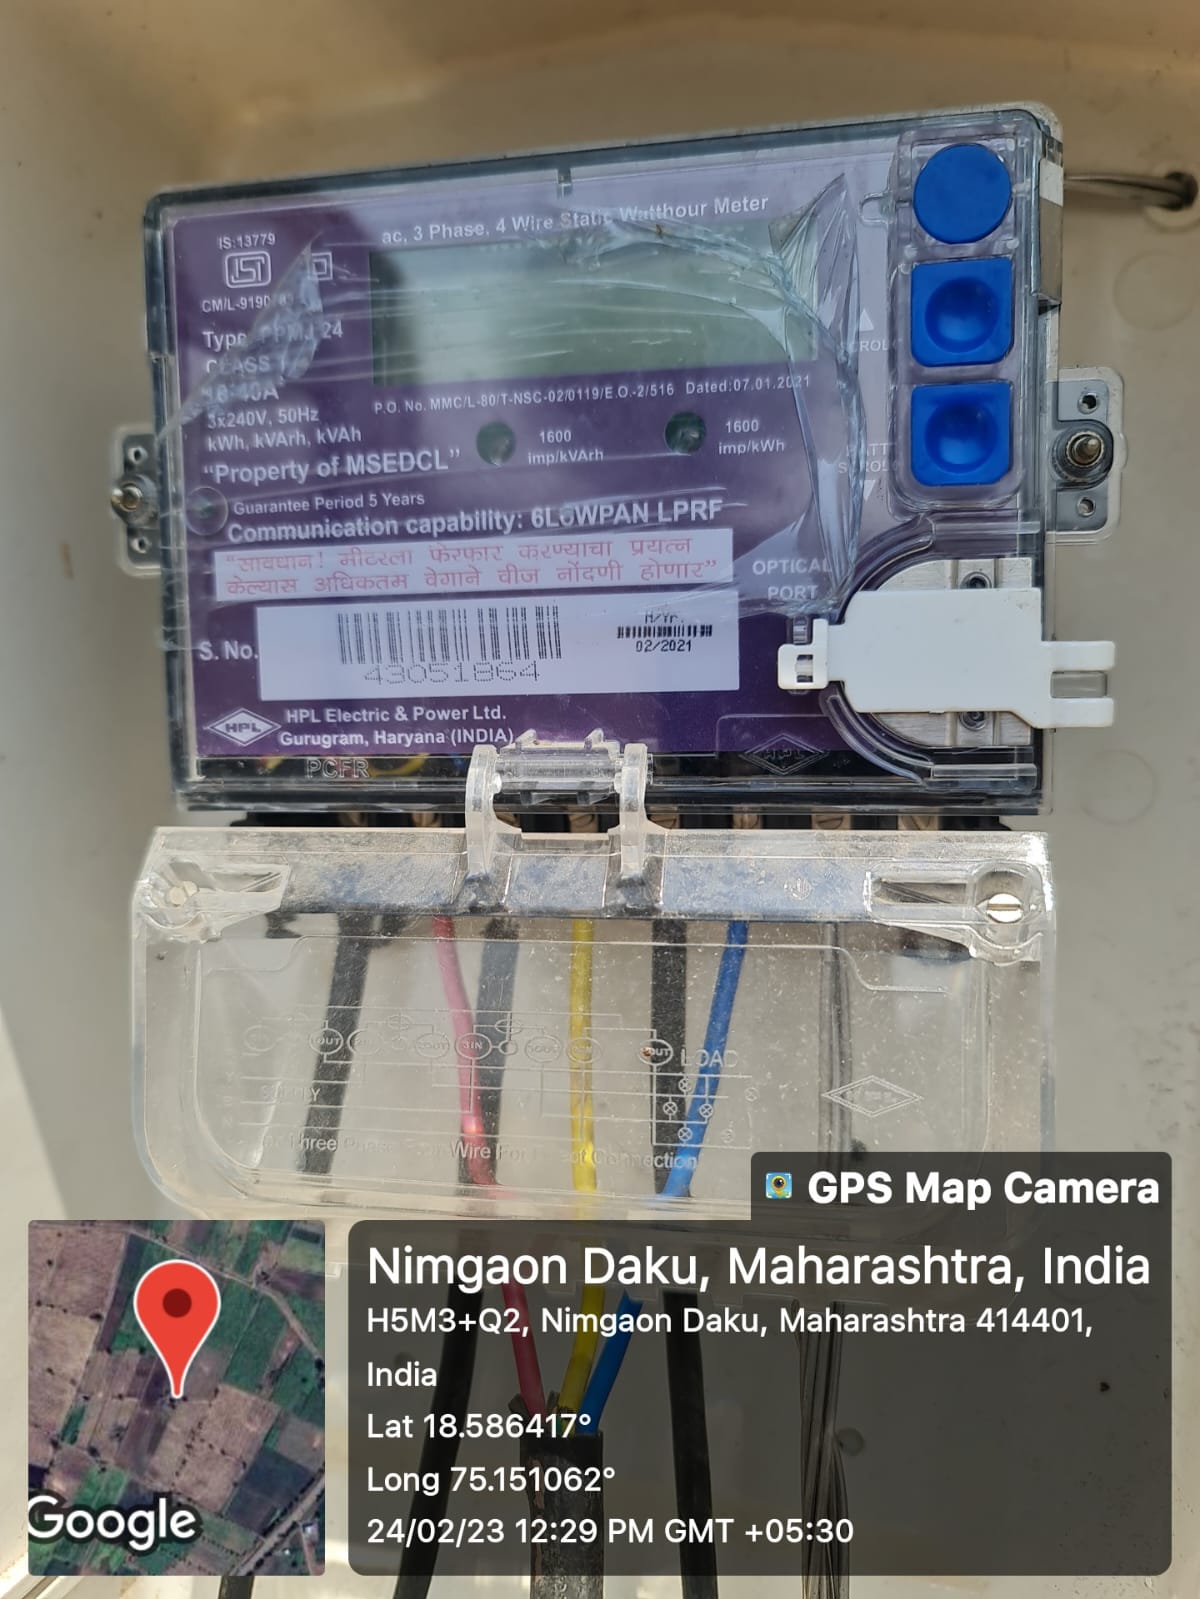 ac, 3 Phase, 4 Wire Static Watthour Meter
IS:13779
ISI
CM/L-9190
Type
CLASS 1
3x240V, 50Hz
kWh, kVArh, kVAh
P.O. No. MMC/L-80/T-NSC-02/0119/E.O.-2/516 Dated:07.01.2021
1600
imp/kVArh
1600
imp/kWh
"Property of MSEDCL"
Guarantee Period 5 Years
Communication capability: 6LoWPAN LPRF
"सावधान! मीटरला फेरफार करण्याचा प्रयत्न
केल्यास अधिकतम वेगाने वीज नोंदणी होणार"
OPTICAL
PORT
S. No.
43051864
02/2021
HPL
HPL Electric & Power Ltd.
Gurugram, Haryana (INDIA)
PCFR
HPL
LOAD
GPS Map Camera
Nimgaon Daku, Maharashtra, India
H5M3+Q2, Nimgaon Daku, Maharashtra 414401,
India
Lat 18.586417°
Long 75.151062°
24/02/23 12:29 PM GMT +05:30
Google